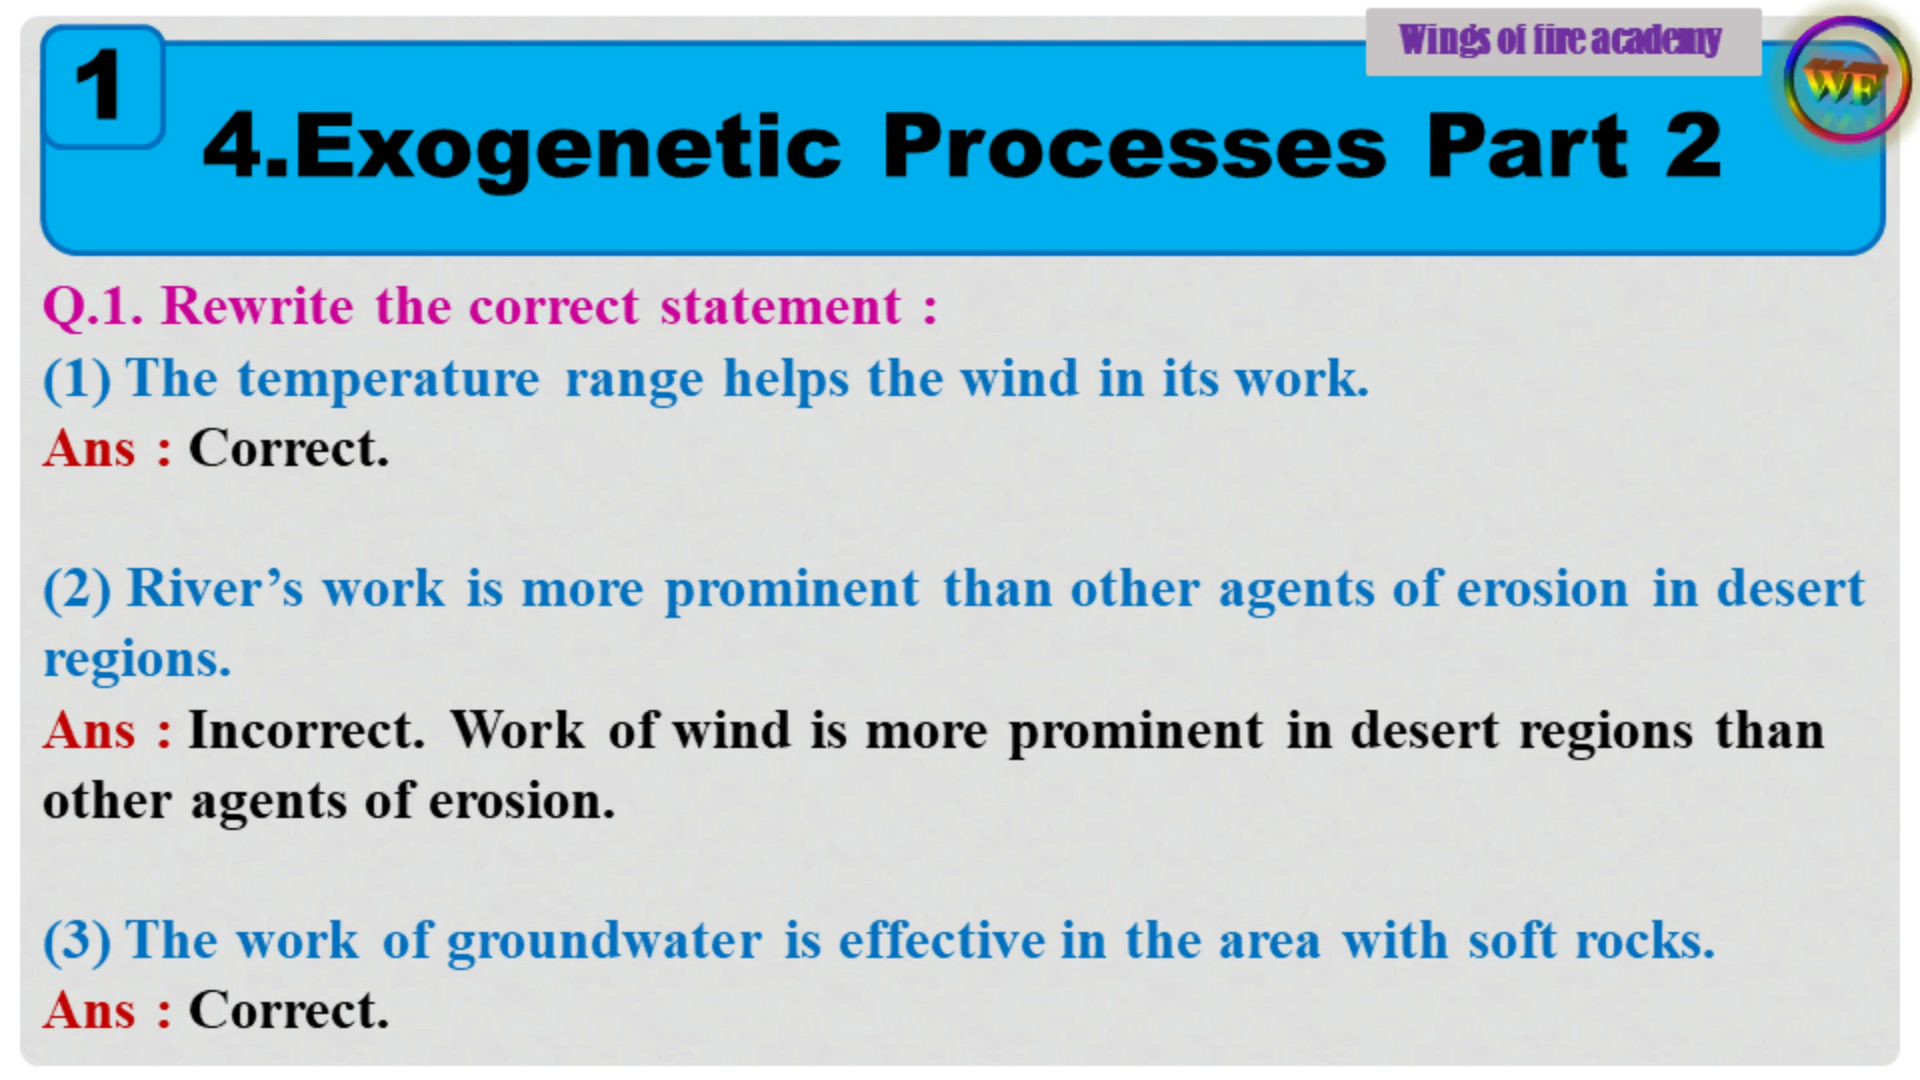 Wings of fire academy
WF
1
4.Exogenetic Processes Part 2
Q.1. Rewrite the correct statement :
(1) The temperature range helps the wind in its work.
Ans : Correct.
(2) River’s work is more prominent than other agents of erosion in desert
regions.
Ans : Incorrect. Work of wind is more prominent in desert regions than
other agents of erosion.
(3) The work of groundwater is effective in the area with soft rocks.
Ans : Correct.